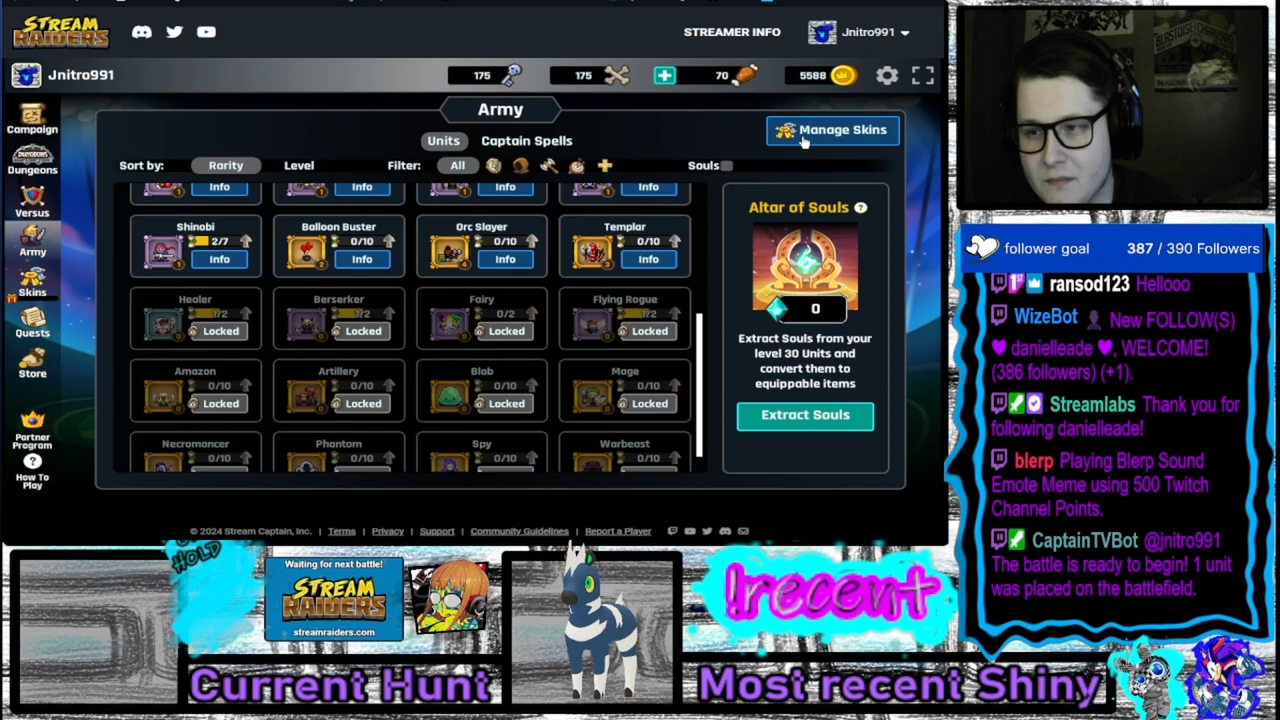 STREAM
RAIDERS
STREAMER INFO
Jnitro991
Jnitro991
175
175
70
5588
Campaign
Dungeons
Versus
Army
Skins
Quests
Store
Partner
Program
How To
Play
Army
Units
Captain Spells
Manage Skins
Sort by:
Rarity
Level
Filter:
All
Souls
Info
Info
Info
Info
Shinobi
2/7
Info
Balloon Buster
0/10
Info
Orc Slayer
0/10
Info
Templar
0/10
Info
Healer
1/2
Locked
Berserker
1/2
Locked
Fairy
0/2
Locked
Flying Rogue
1/2
Locked
Amazon
0/10
Locked
Artillery
0/10
Locked
Blob
0/10
Locked
Mage
0/10
Locked
Necromancer
0/10
Phantom
0/10
Spy
0/10
Warbeast
0/10
Altar of Souls ?
0
Extract Souls from your
level 30 Units and
convert them to
equippable items
Extract Souls
© 2024 Stream Captain, Inc. | Terms | Privacy | Support | Community Guidelines | Report a Player
follower goal 387 / 390 Followers
ransod123 Hellooo
WizeBot New FOLLOW(S)
♥ danielleade ♥, WELCOME!
(386 followers) (+1).
Streamlabs Thank you for
following danielleade!
blerp Playing Blerp Sound
Emote Meme using 500 Twitch
Channel Points.
CaptainTVBot @jnitro991
The battle is ready to begin! 1 unit
was placed on the battlefield.
HOLD
Waiting for next battle!
STREAM
RAIDERS
streamraiders.com
!recent
Current Hunt
Most recent Shiny